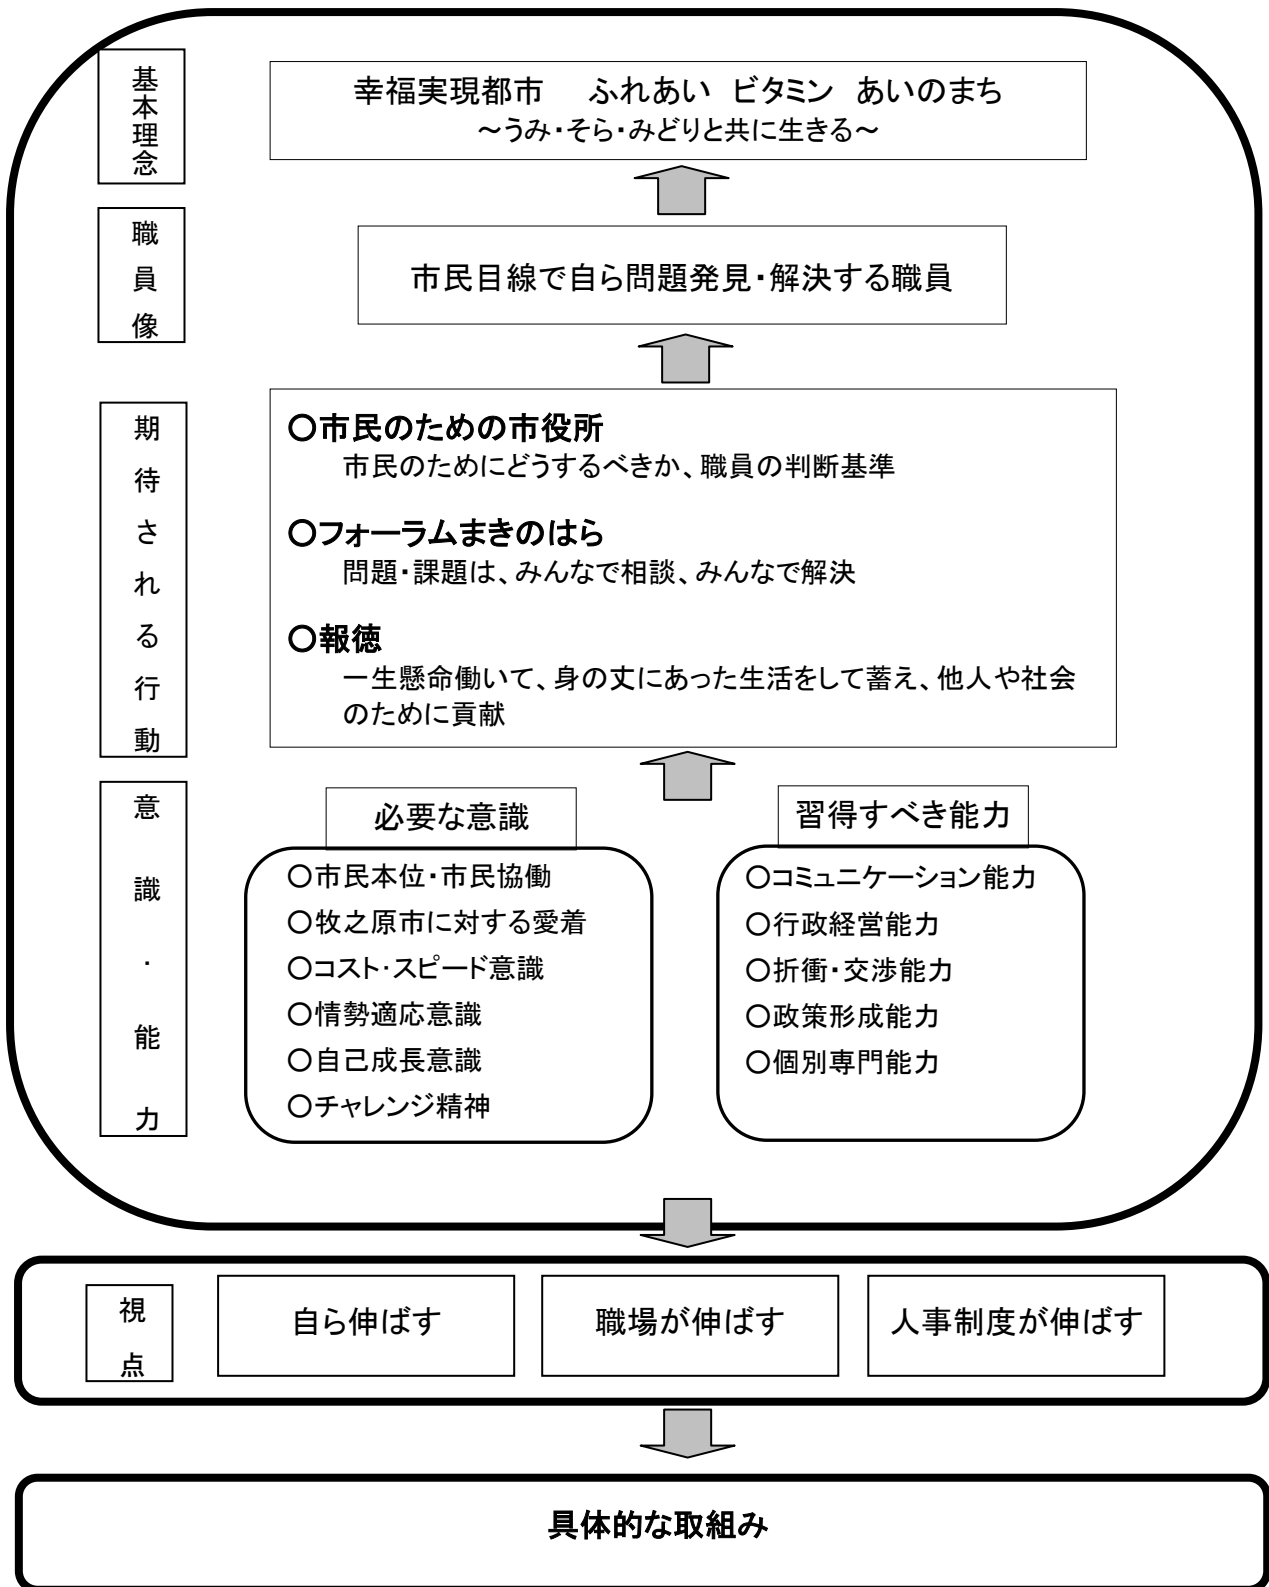 基本理念
幸福実現都市　ふれあい　ビタミン　あいのまち
～うみ・そら・みどりと共に生きる～
職員像
市民目線で自ら問題発見・解決する職員
期待される行動
○市民のための市役所
市民のためにどうするべきか、職員の判断基準
○フォーラムまきのはら
問題・課題は、みんなで相談、みんなで解決
○報徳
一生懸命働いて、身の丈にあった生活をして蓄え、他人や社会
のために貢献
意識・能力
必要な意識
○市民本位・市民協働
○牧之原市に対する愛着
○コスト・スピード意識
○情勢適応意識
○自己成長意識
○チャレンジ精神
習得すべき能力
○コミュニケーション能力
○行政経営能力
○折衝・交渉能力
○政策形成能力
○個別専門能力
視点
自ら伸ばす
職場が伸ばす
人事制度が伸ばす
具体的な取組み